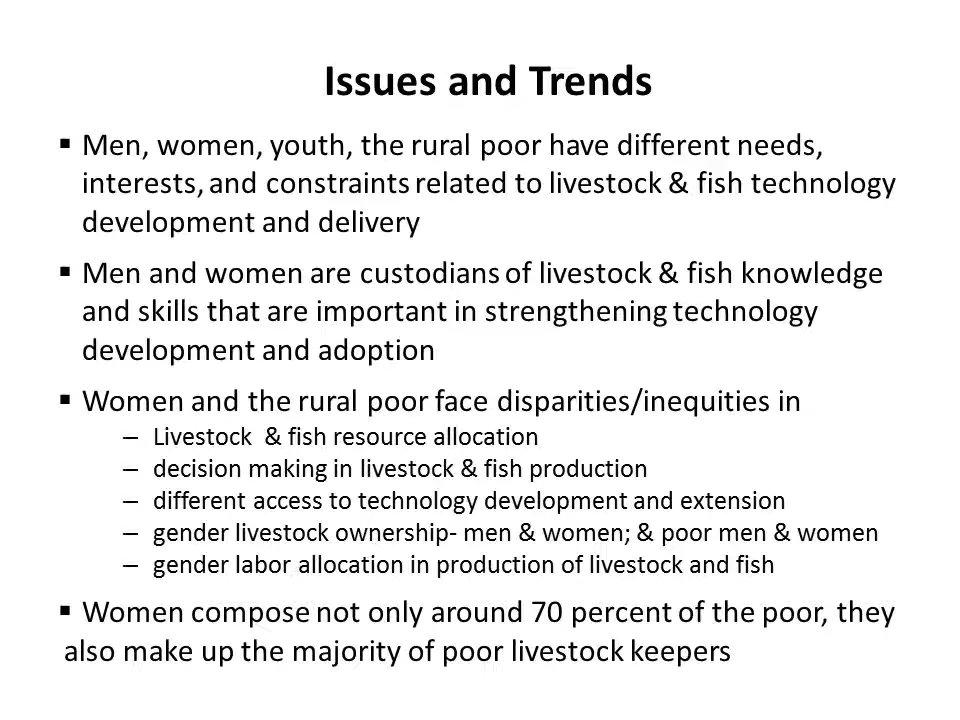 Issues and Trends
▪ Men, women, youth, the rural poor have different needs,
interests, and constraints related to livestock & fish technology
development and delivery
▪ Men and women are custodians of livestock & fish knowledge
and skills that are important in strengthening technology
development and adoption
▪ Women and the rural poor face disparities/inequities in
– Livestock & fish resource allocation
– decision making in livestock & fish production
– different access to technology development and extension
– gender livestock ownership- men & women; & poor men & women
– gender labor allocation in production of livestock and fish
▪ Women compose not only around 70 percent of the poor, they
also make up the majority of poor livestock keepers